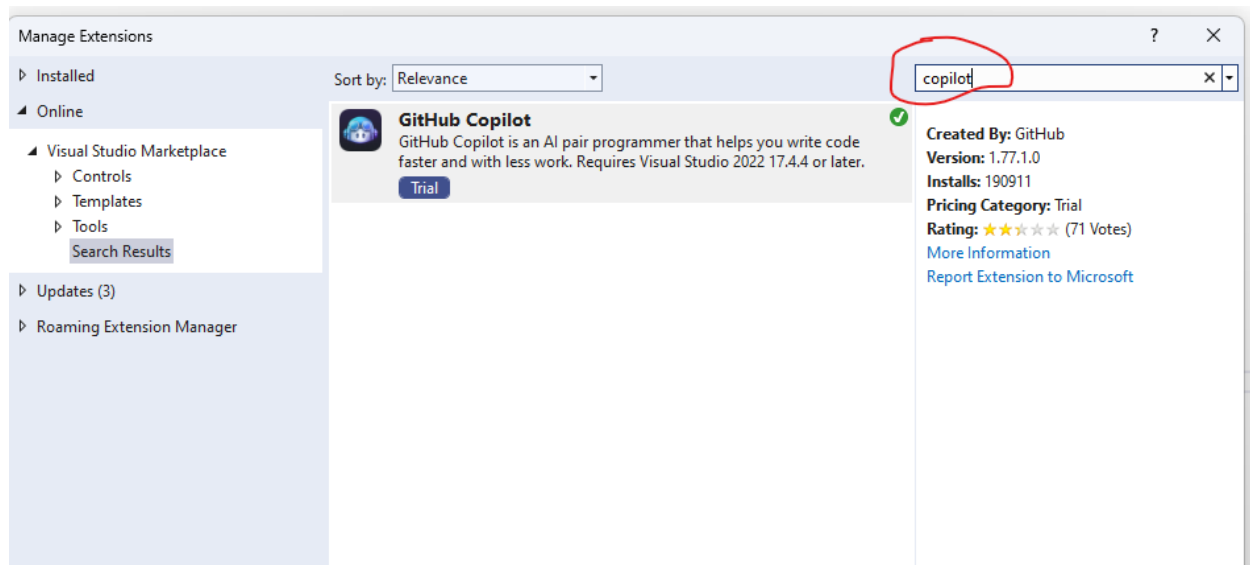 Manage Extensions
?
Installed
Online
Visual Studio Marketplace
Controls
Templates
Tools
Search Results
Updates (3)
Roaming Extension Manager
Sort by: Relevance
GitHub Copilot
GitHub Copilot is an AI pair programmer that helps you write code
faster and with less work. Requires Visual Studio 2022 17.4.4 or later.
Trial
copilot
Created By: GitHub
Version: 1.77.1.0
Installs: 190911
Pricing Category: Trial
Rating: (71 Votes)
More Information
Report Extension to Microsoft